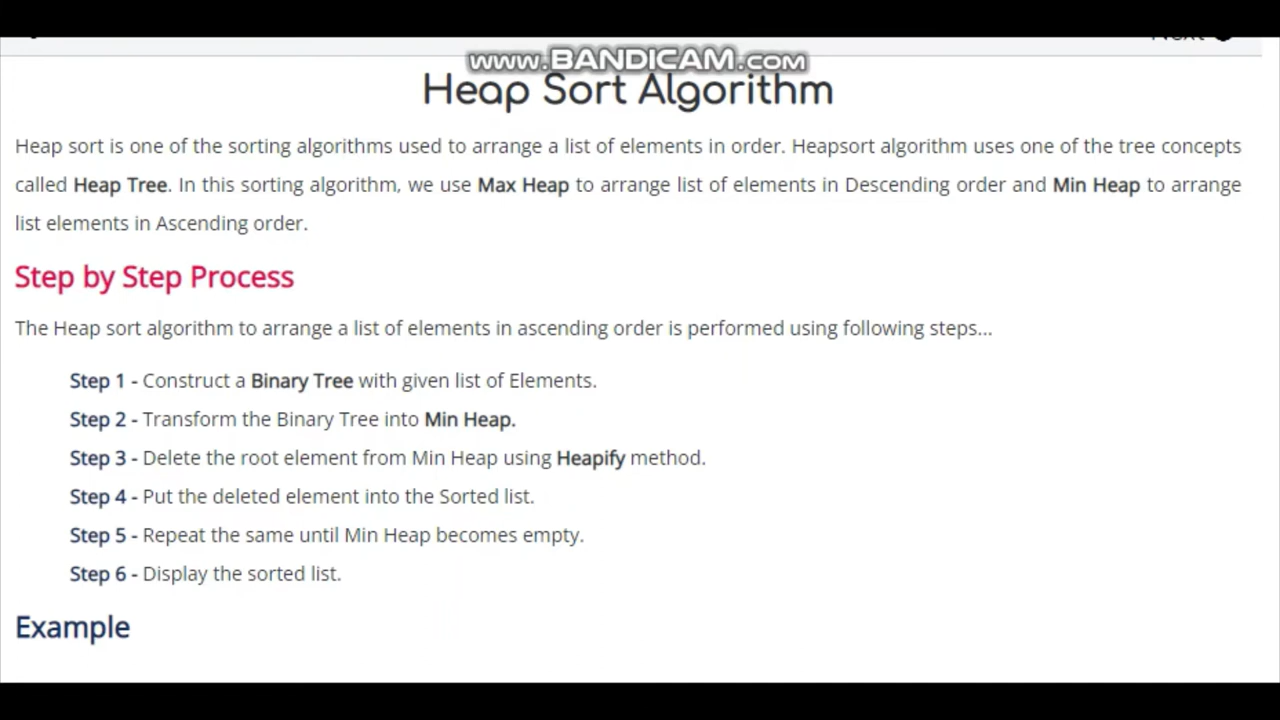 www.BANDICAM.com
Heap Sort Algorithm
Heap sort is one of the sorting algorithms used to arrange a list of elements in order. Heapsort algorithm uses one of the tree concepts
called Heap Tree. In this sorting algorithm, we use Max Heap to arrange list of elements in Descending order and Min Heap to arrange
list elements in Ascending order.
Step by Step Process
The Heap sort algorithm to arrange a list of elements in ascending order is performed using following steps...
Step 1 - Construct a Binary Tree with given list of Elements.
Step 2 - Transform the Binary Tree into Min Heap.
Step 3 - Delete the root element from Min Heap using Heapify method.
Step 4 - Put the deleted element into the Sorted list.
Step 5 - Repeat the same until Min Heap becomes empty.
Step 6 - Display the sorted list.
Example